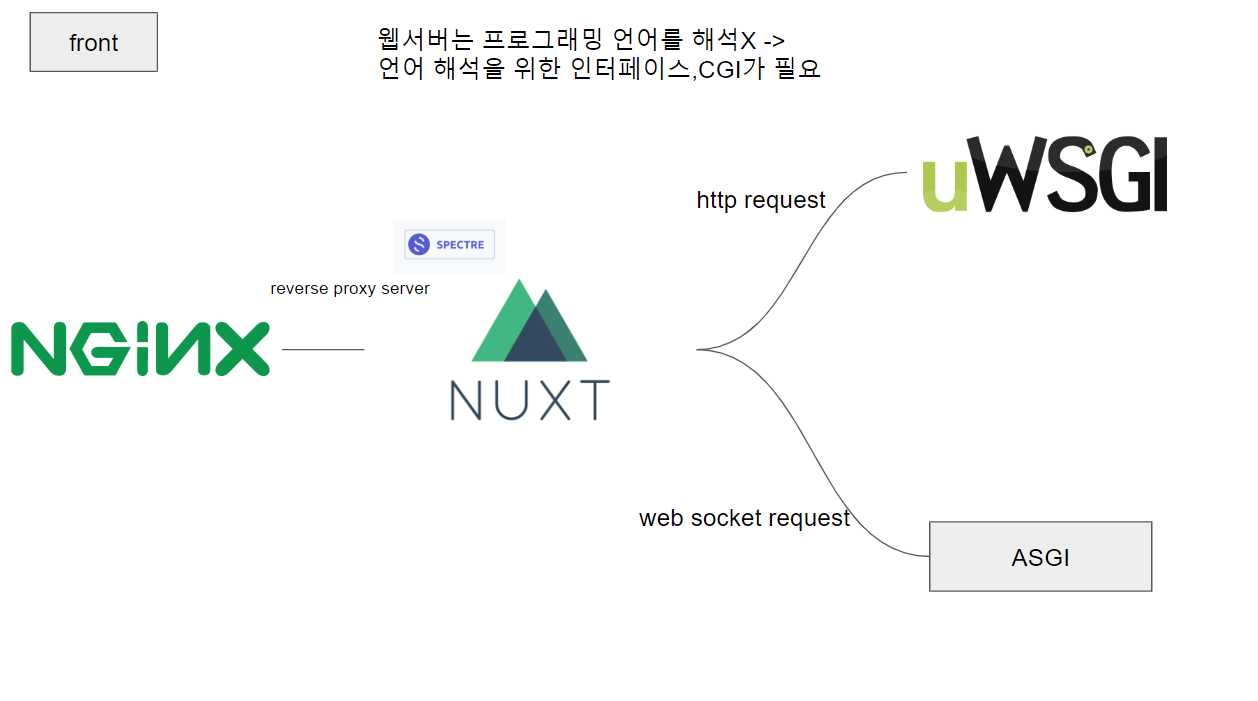 front
웹서버는 프로그래밍 언어를 해석X ->
언어 해석을 위한 인터페이스,CGI가 필요
uWSGI
http request
SPECTRE
reverse proxy server
NGiNX
NUXT
web socket request
ASGI